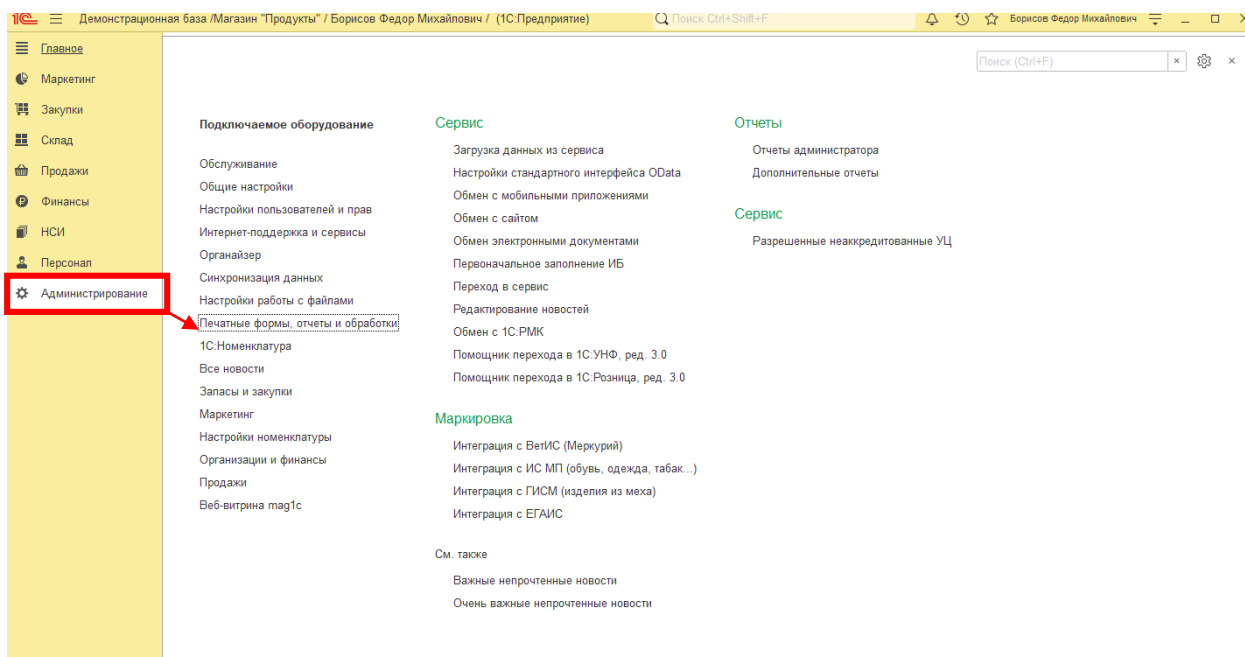 1С Демонстрационная база /Магазин "Продукты" / Борисов Федор Михайлович / (1С:Предприятие) Поиск Ctrl+Shift+F Борисов Федор Михайлович
Главное
Маркетинг
Закупки
Склад
Продажи
Финансы
НСИ
Персонал
Администрирование
Поиск (Ctrl+F)
Подключаемое оборудование
Обслуживание
Общие настройки
Настройки пользователей и прав
Интернет-поддержка и сервисы
Органайзер
Синхронизация данных
Настройки работы с файлами
Печатные формы, отчеты и обработки
1С:Номенклатура
Все новости
Запасы и закупки
Маркетинг
Настройки номенклатуры
Организации и финансы
Продажи
Веб-витрина mag1c
Сервис
Загрузка данных из сервиса
Настройки стандартного интерфейса OData
Обмен с мобильными приложениями
Обмен с сайтом
Обмен электронными документами
Первоначальное заполнение ИБ
Переход в сервис
Редактирование новостей
Обмен с 1С:РМК
Помощник перехода в 1С:УНФ, ред. 3.0
Помощник перехода в 1С:Розница, ред. 3.0
Маркировка
Интеграция с ВетИС (Меркурий)
Интеграция с ИС МП (обувь, одежда, табак...)
Интеграция с ГИСМ (изделия из меха)
Интеграция с ЕГАИС
См. также
Важные непрочтенные новости
Очень важные непрочтенные новости
Отчеты
Отчеты администратора
Дополнительные отчеты
Сервис
Разрешенные неаккредитованные УЦ